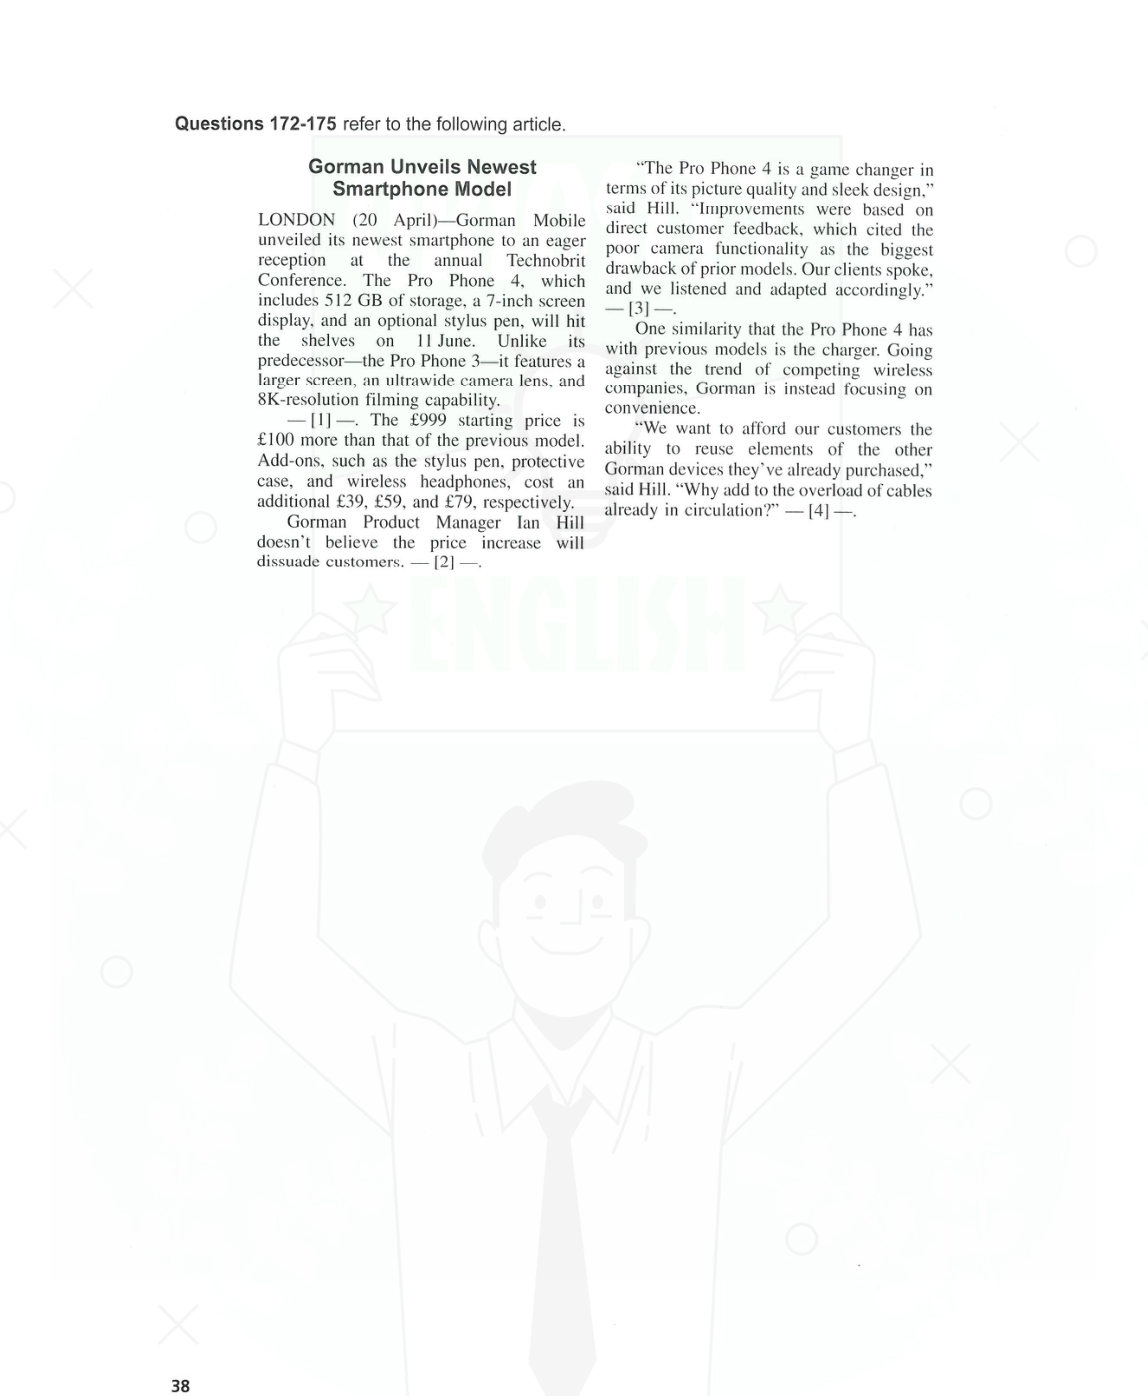 Questions 172-175 refer to the following article.
Gorman Unveils Newest
Smartphone Model
LONDON (20 April)—Gorman Mobile
unveiled its newest smartphone to an eager
reception at the annual Technobrit
Conference. The Pro Phone 4, which
includes 512 GB of storage, a 7-inch screen
display, and an optional stylus pen, will hit
the shelves on 11 June. Unlike its
predecessor—the Pro Phone 3—it features a
larger screen, an ultrawide camera lens, and
8K-resolution filming capability.
— [1] —. The £999 starting price is
£100 more than that of the previous model.
Add-ons, such as the stylus pen, protective
case, and wireless headphones, cost an
additional £39, £59, and £79, respectively.
Gorman Product Manager Ian Hill
doesn't believe the price increase will
dissuade customers. — [2] —.
“The Pro Phone 4 is a game changer in
terms of its picture quality and sleek design,”
said Hill. “Improvements were based on
direct customer feedback, which cited the
poor camera functionality as the biggest
drawback of prior models. Our clients spoke,
and we listened and adapted accordingly.”
— [3] —.
One similarity that the Pro Phone 4 has
with previous models is the charger. Going
against the trend of competing wireless
companies, Gorman is instead focusing on
convenience.
“We want to afford our customers the
ability to reuse elements of the other
Gorman devices they've already purchased,”
said Hill. “Why add to the overload of cables
already in circulation?” — [4] —.
ENGLISH
38